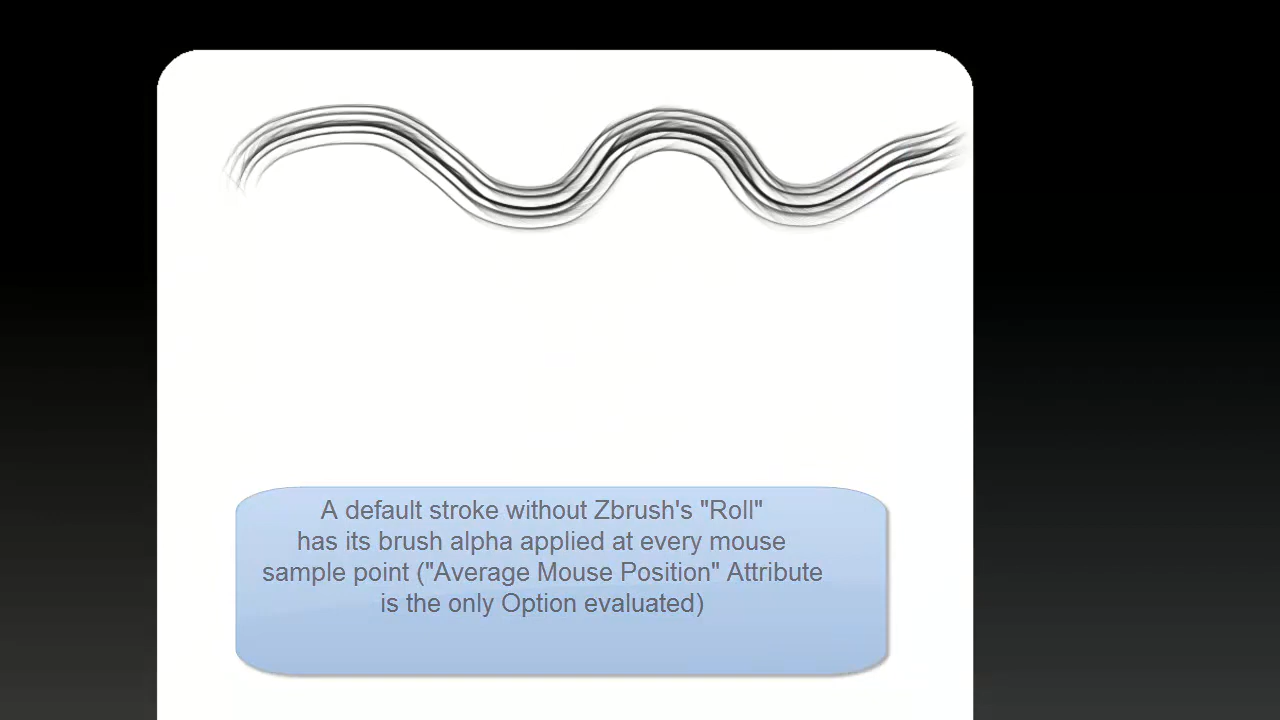 A default stroke without Zbrush's "Roll"
has its brush alpha applied at every mouse
sample point ("Average Mouse Position" Attribute
is the only Option evaluated)